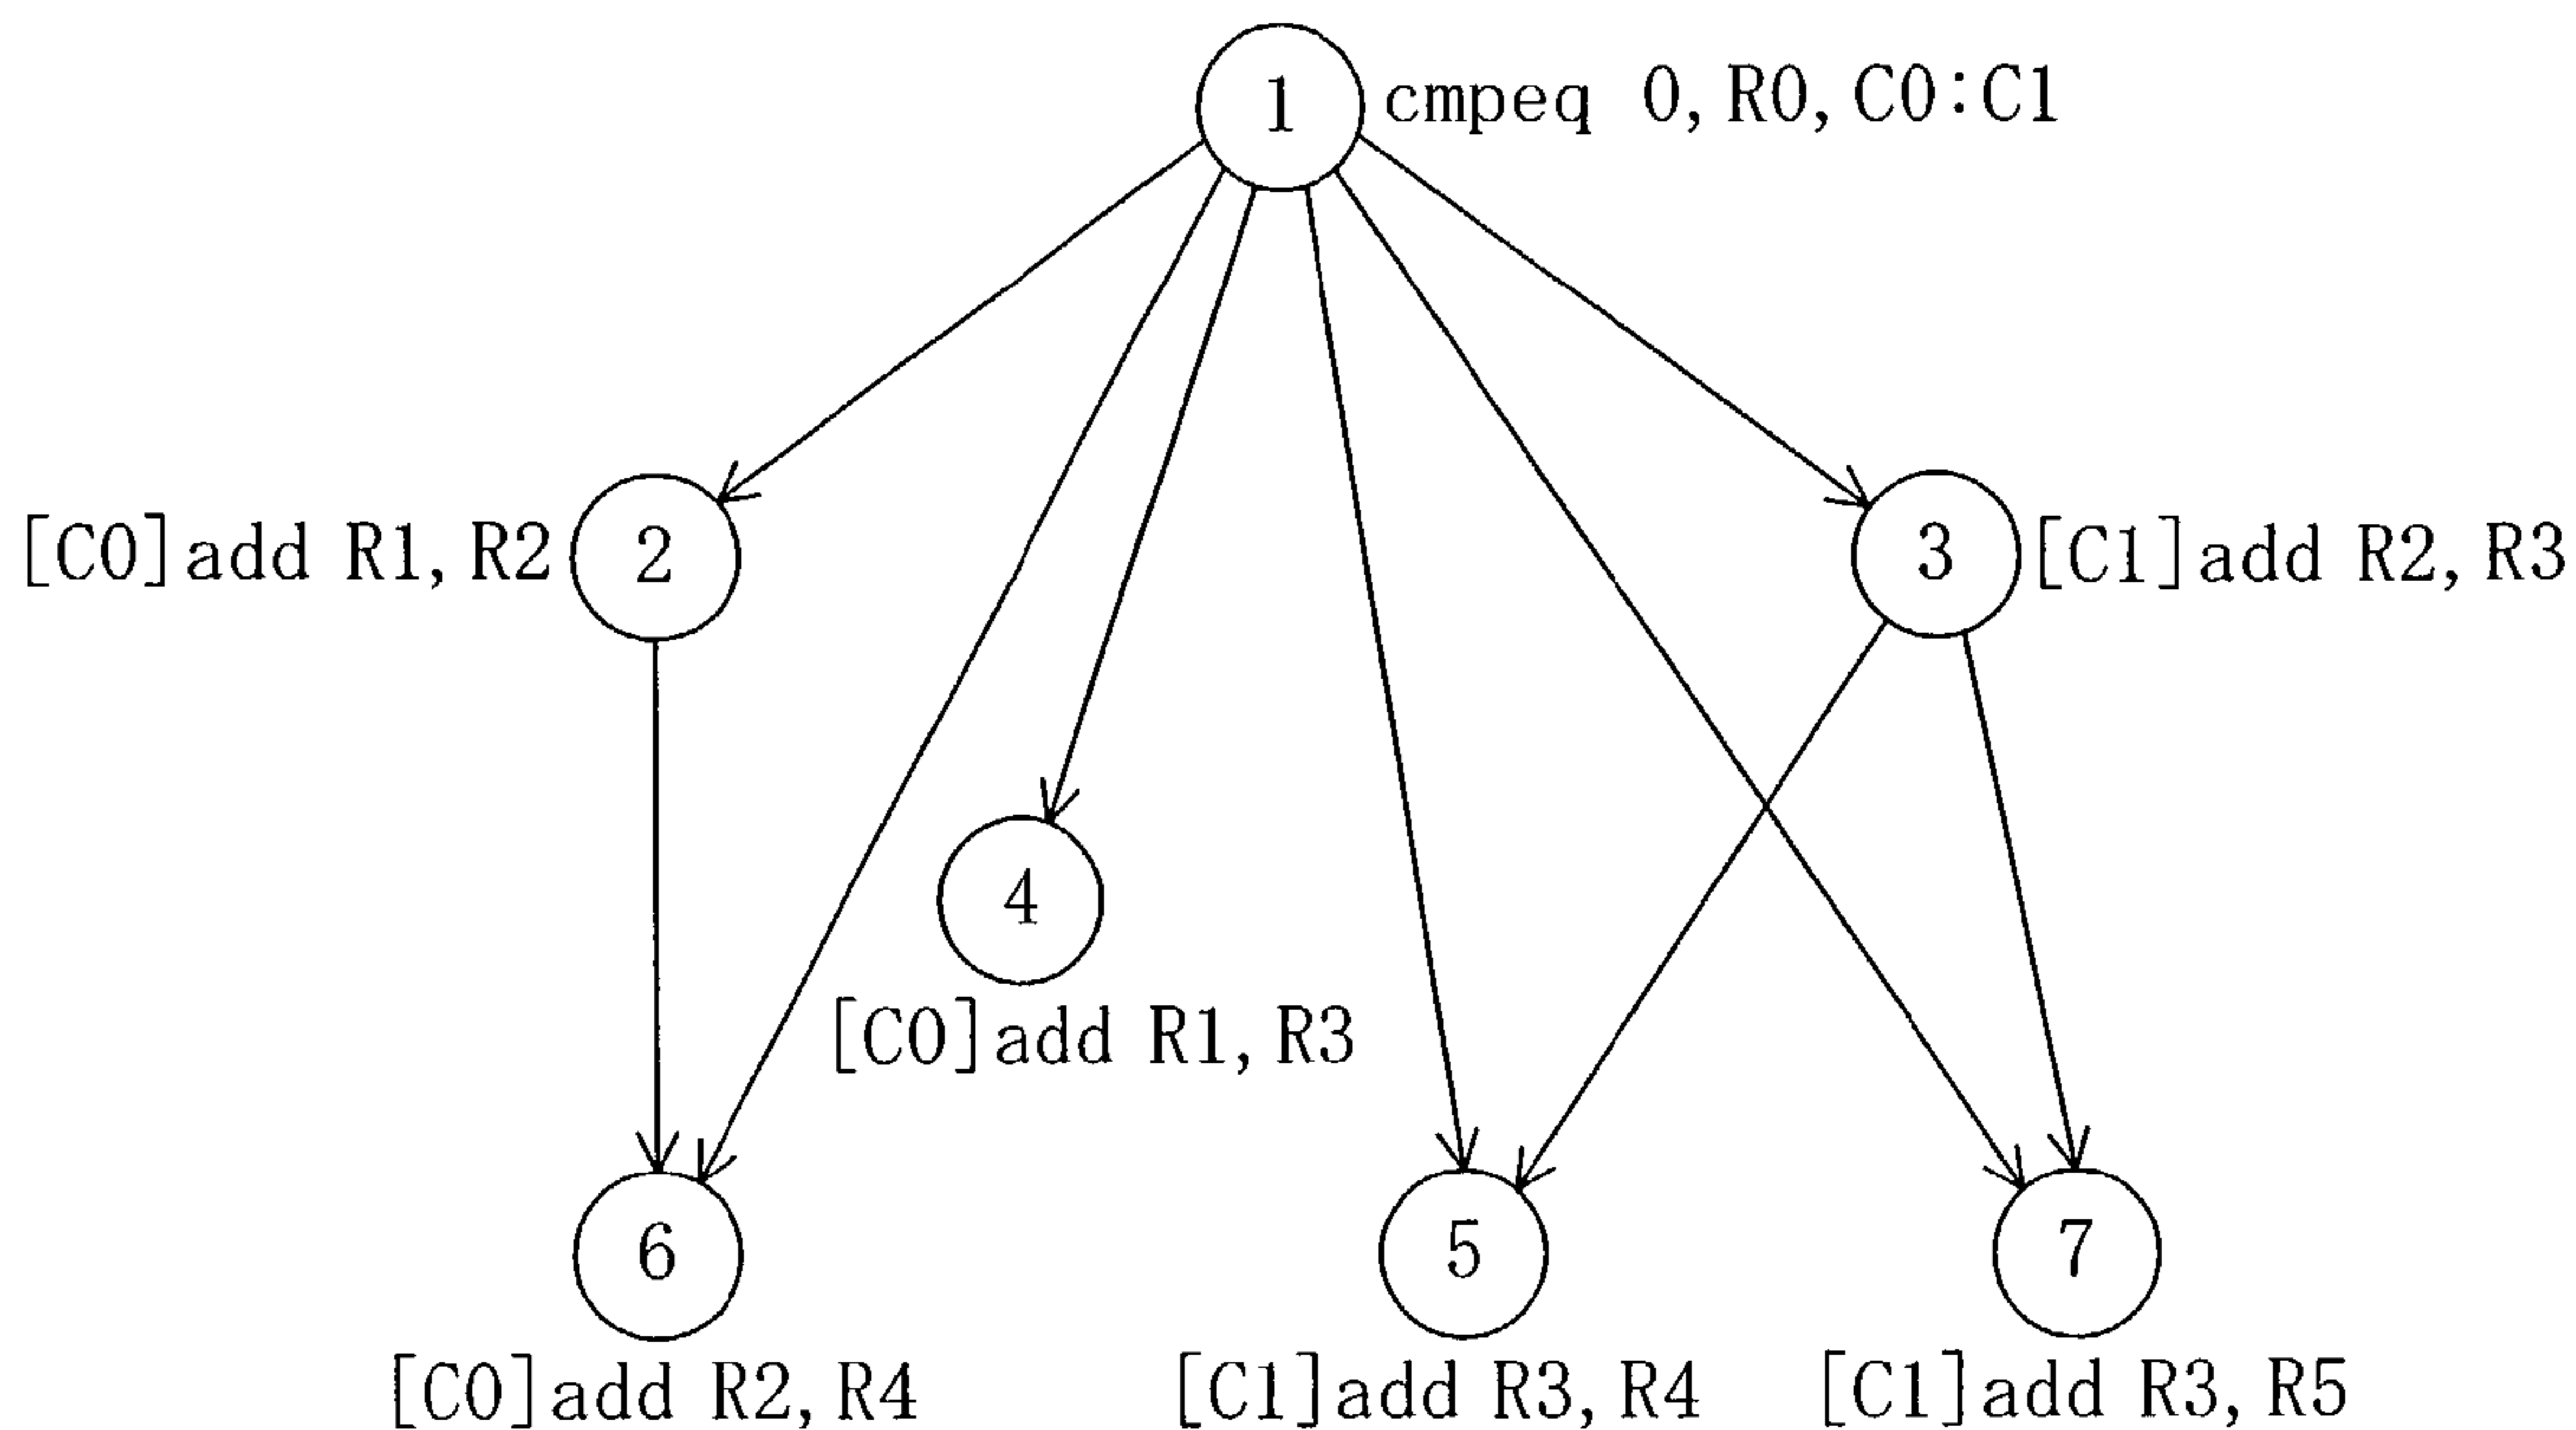 1 cmpeq 0, R0, C0:C1
[C0]add R1, R2 2
3 [C1]add R2, R3
4
[C0]add R1, R3
6
5
7
[C0]add R2, R4
[C1]add R3, R4
[C1]add R3, R5